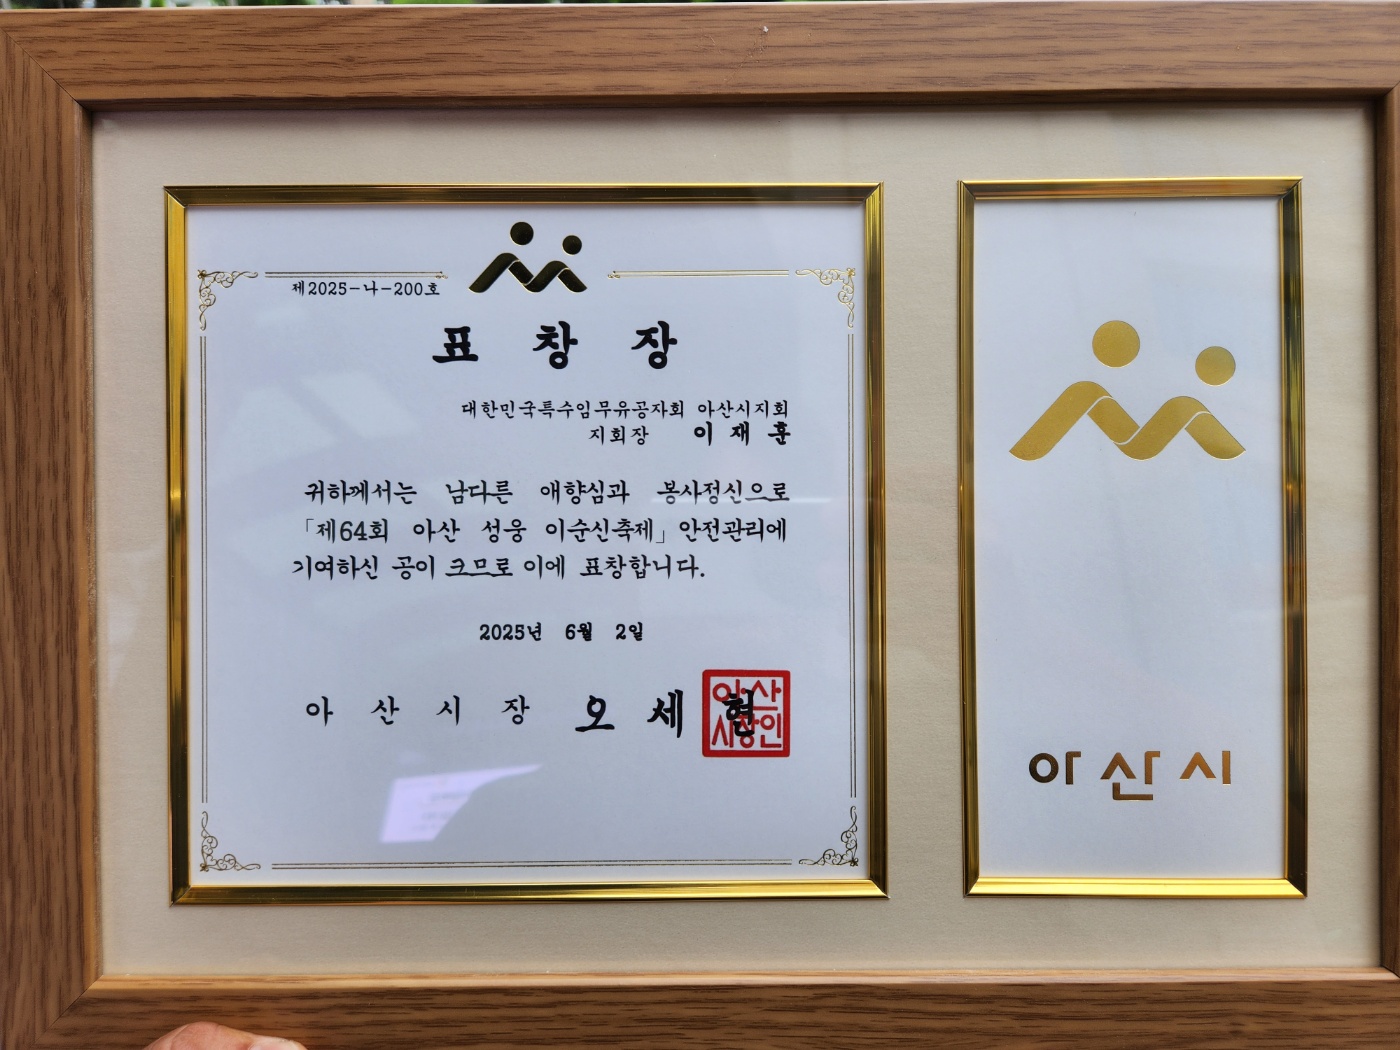 제2025-나-200호
표 창 장
대한민국특수임무유공자회 아산시지회
지회장 이 재 훈
귀하께서는 남다른 애향심과 봉사정신으로
「제64회 아산 성웅 이순신축제」안전관리에
기여하신 공이 크므로 이에 표창합니다.
2025년 6월 2일
아 산 시 장 오 세 현
아산
시장인
아산시